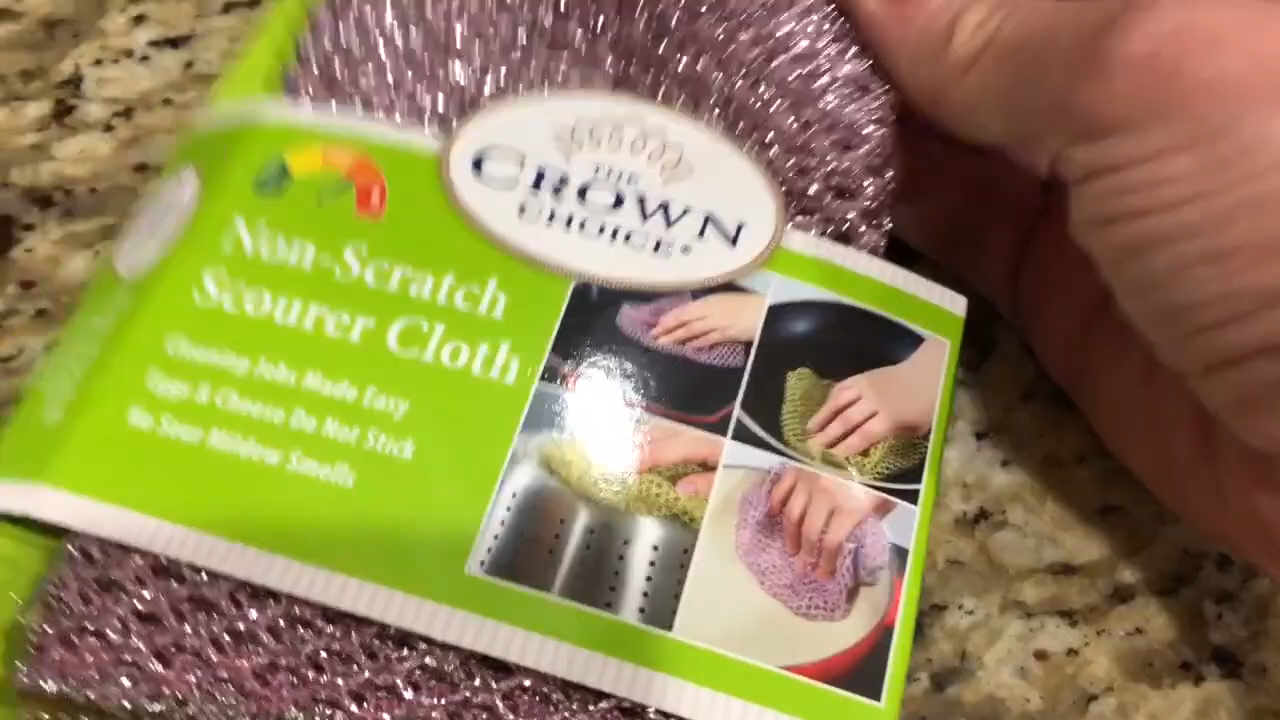 THE
CROWN
CHOICE®
Non-Scratch
Scourer Cloth
Cleaning Jobs Made Easy
Eggs & Cheese Do Not Stick
No Sour Mildew Smells